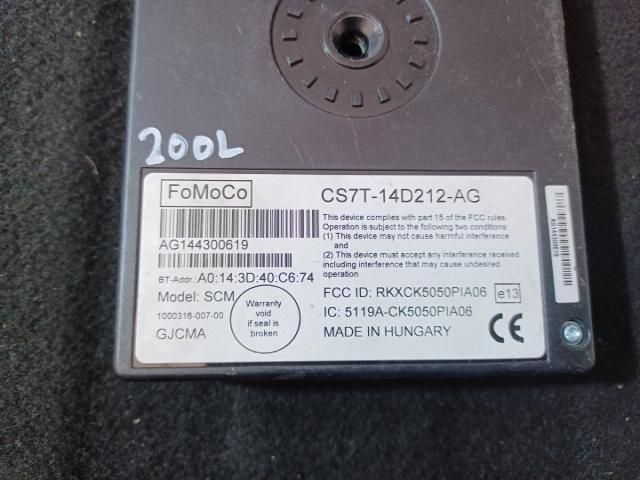 200L
FoMoCo
CS7T-14D212-AG
AG144300619
This device complies with part 15 of the FCC rules.
Operation is subject to the following two conditions:
(1) This device may not cause harmful interference
and
(2) This device must accept any interference received
including interference that may cause undesired
operation
BT-Addr: A0:14:3D:40:C6:74
Model: SCM
1000316-007-00
GJCMA
Warranty
void
if seal is
broken
FCC ID: RKXCK5050PIA06
e13
IC: 5119A-CK5050PIA06
MADE IN HUNGARY
CE
AG144300619